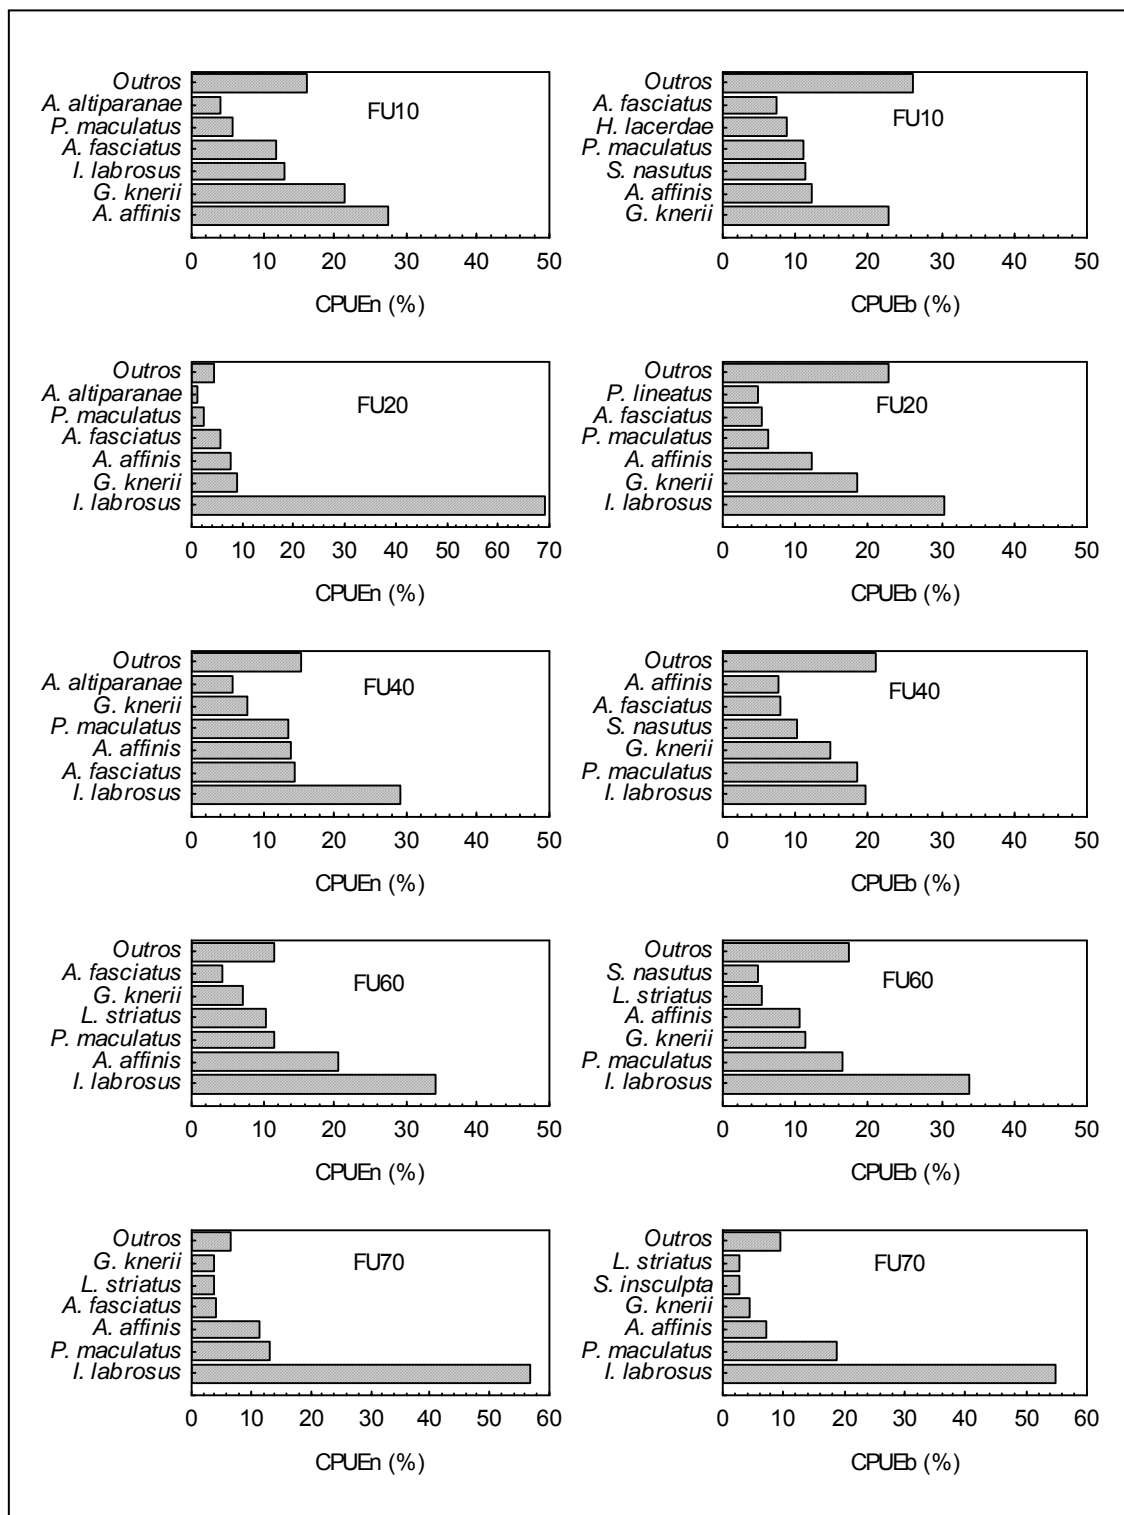 Outros
A. altiparanae
P. maculatus
A. fasciatus
I. labrosus
G. knerii
A. affinis
FU10
0 10 20 30 40 50
CPUEn (%)
Outros
A. fasciatus
H. lacerdae
P. maculatus
S. nasutus
A. affinis
G. knerii
FU10
0 10 20 30 40 50
CPUEb (%)
Outros
A. altiparanae
P. maculatus
A. fasciatus
A. affinis
G. knerii
I. labrosus
FU20
0 10 20 30 40 50 60 70
CPUEn (%)
Outros
P. lineatus
A. fasciatus
P. maculatus
A. affinis
G. knerii
I. labrosus
FU20
0 10 20 30 40 50
CPUEb (%)
Outros
A. altiparanae
G. knerii
P. maculatus
A. affinis
A. fasciatus
I. labrosus
FU40
0 10 20 30 40 50
CPUEn (%)
Outros
A. affinis
A. fasciatus
S. nasutus
G. knerii
P. maculatus
I. labrosus
FU40
0 10 20 30 40 50
CPUEb (%)
Outros
A. fasciatus
G. knerii
L. striatus
P. maculatus
A. affinis
I. labrosus
FU60
0 10 20 30 40 50
CPUEn (%)
Outros
S. nasutus
L. striatus
A. affinis
G. knerii
P. maculatus
I. labrosus
FU60
0 10 20 30 40 50
CPUEb (%)
Outros
G. knerii
L. striatus
A. fasciatus
A. affinis
P. maculatus
I. labrosus
FU70
0 10 20 30 40 50 60
CPUEn (%)
Outros
L. striatus
S. insculpta
G. knerii
A. affinis
P. maculatus
I. labrosus
FU70
0 10 20 30 40 50 60
CPUEb (%)